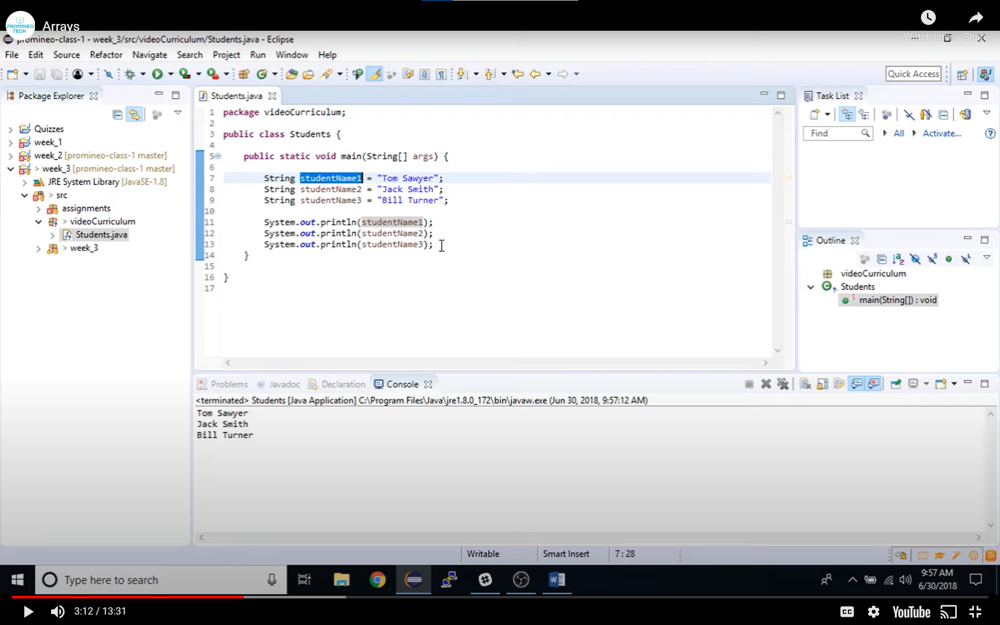 PROMINEO
TECH
Arrays
Watch later
Share
promineo-class-1 - week_3/src/videoCurriculum/Students.java - Eclipse
File Edit Source Refactor Navigate Search Project Run Window Help
Quick Access
Package Explorer
Quizzes
week_1
week_2 [promineo-class-1 master]
> week_3 [promineo-class-1 master]
JRE System Library [JavaSE-1.8]
> src
assignments
> videoCurriculum
Students.java
> week_3
Students.java
1 package videoCurriculum;
2
3 public class Students {
4
5 public static void main(String[] args) {
6
7 String studentName1 = "Tom Sawyer";
8 String studentName2 = "Jack Smith";
9 String studentName3 = "Bill Turner";
10
11 System.out.println(studentName1);
12 System.out.println(studentName2);
13 System.out.println(studentName3);
14 }
15
16 }
17
Task List
Find All Activate...
Outline
videoCurriculum
Students
main(String[]) : void
Problems @ Javadoc Declaration Console
<terminated> Students [Java Application] C:\Program Files\Java\jre1.8.0_172\bin\javaw.exe (Jun 30, 2018, 9:57:12 AM)
Tom Sawyer
Jack Smith
Bill Turner
Writable Smart Insert 7 : 28
Type here to search
9:57 AM
6/30/2018
3:12 / 13:31
CC
YouTube